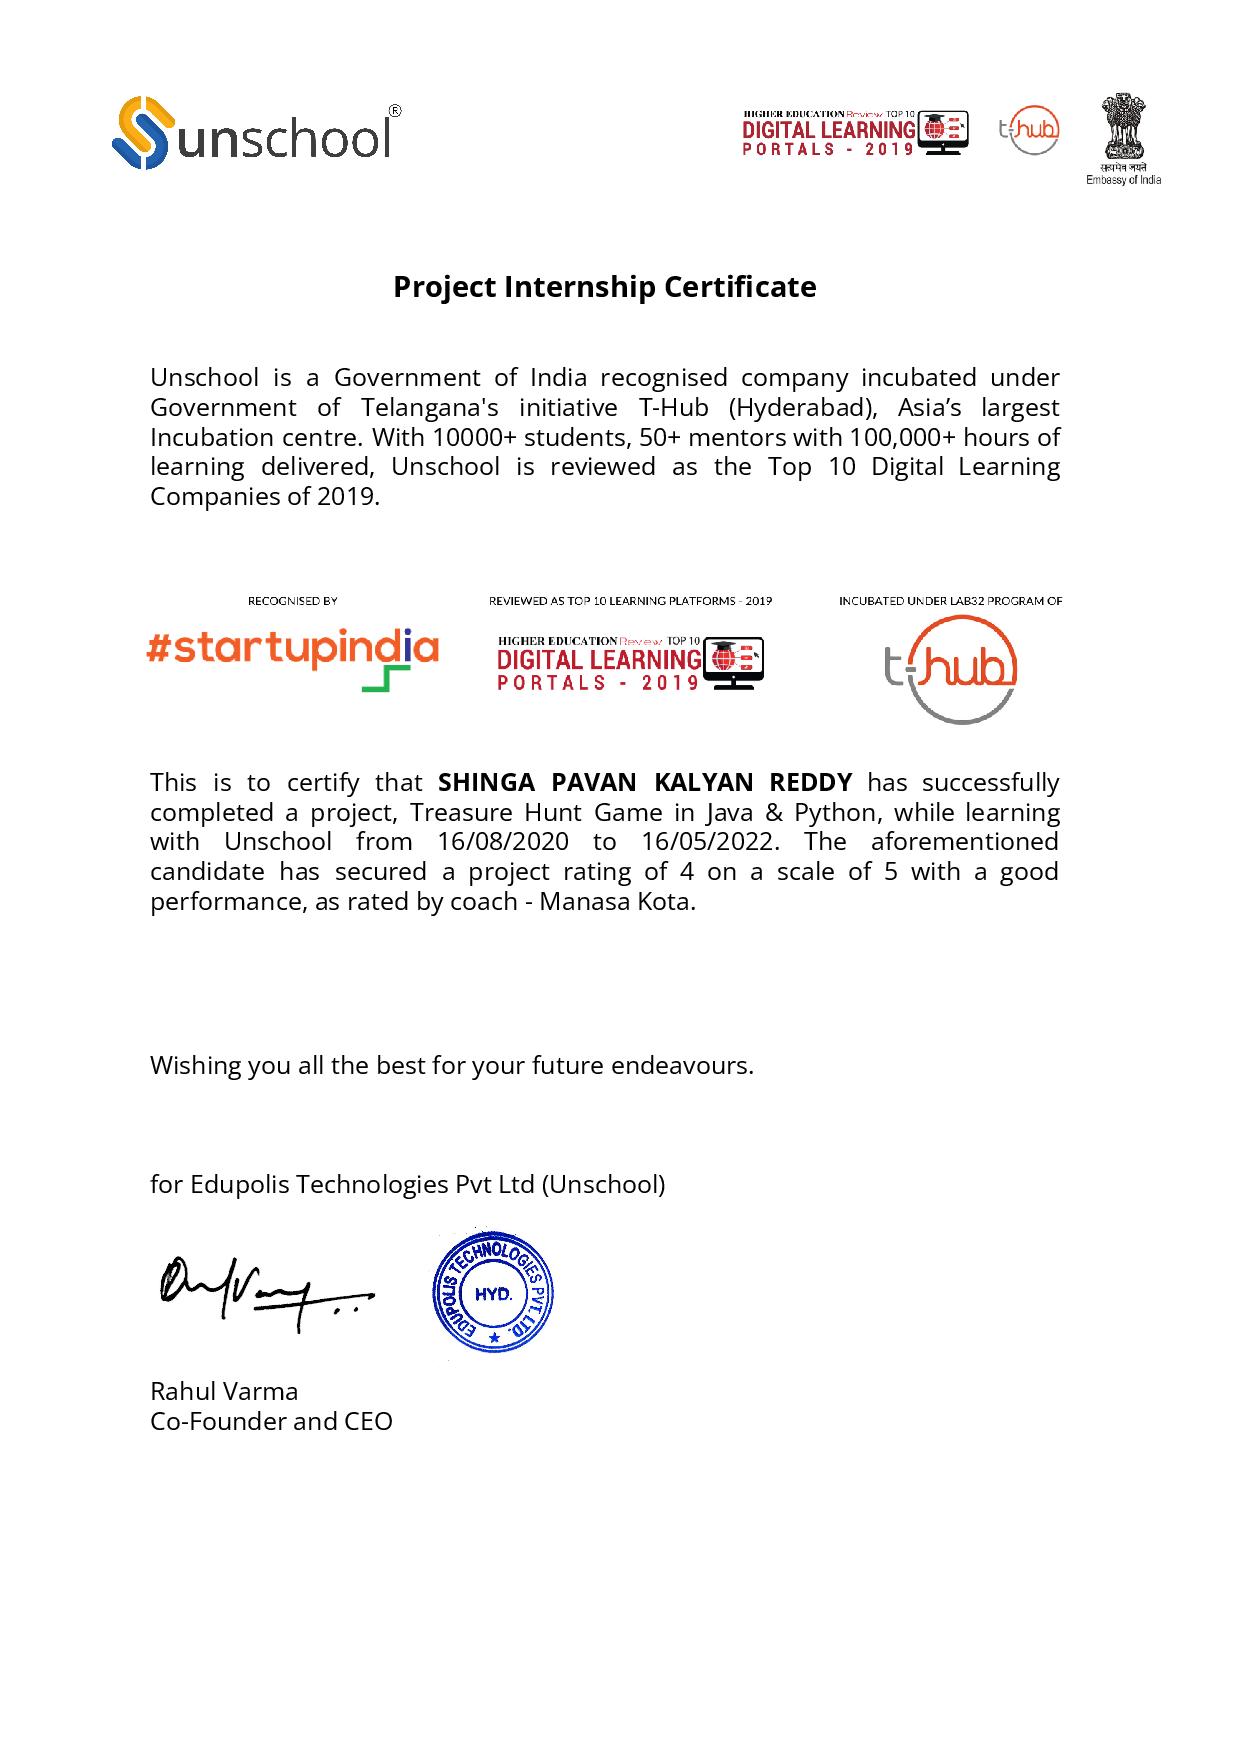 unschool®
HIGHER EDUCATION Review TOP 10
DIGITAL LEARNING
PORTALS - 2019
t-hub
सत्यमेव जयते
Embassy of India
Project Internship Certificate
Unschool is a Government of India recognised company incubated under
Government of Telangana's initiative T-Hub (Hyderabad), Asia’s largest
Incubation centre. With 10000+ students, 50+ mentors with 100,000+ hours of
learning delivered, Unschool is reviewed as the Top 10 Digital Learning
Companies of 2019.
RECOGNISED BY
#startupindia
REVIEWED AS TOP 10 LEARNING PLATFORMS - 2019
HIGHER EDUCATION Review TOP 10
DIGITAL LEARNING
PORTALS - 2019
INCUBATED UNDER LAB32 PROGRAM OF
t-hub
This is to certify that SHINGA PAVAN KALYAN REDDY has successfully
completed a project, Treasure Hunt Game in Java & Python, while learning
with Unschool from 16/08/2020 to 16/05/2022. The aforementioned
candidate has secured a project rating of 4 on a scale of 5 with a good
performance, as rated by coach - Manasa Kota.
Wishing you all the best for your future endeavours.
for Edupolis Technologies Pvt Ltd (Unschool)
EDUPOLIS TECHNOLOGIES PVT. LTD.
HYD.
Rahul Varma
Co-Founder and CEO